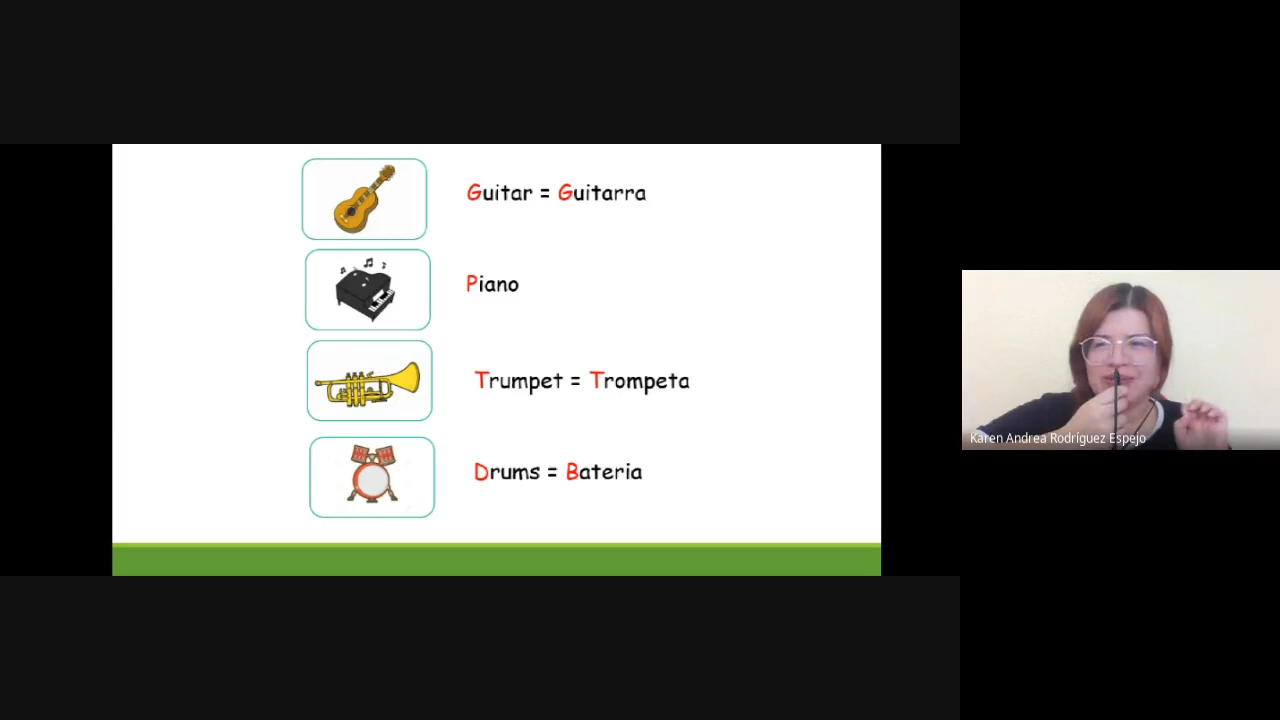 Guitar = Guitarra
Piano
Trumpet = Trompeta
Drums = Bateria
Karen Andrea Rodríguez Espejo